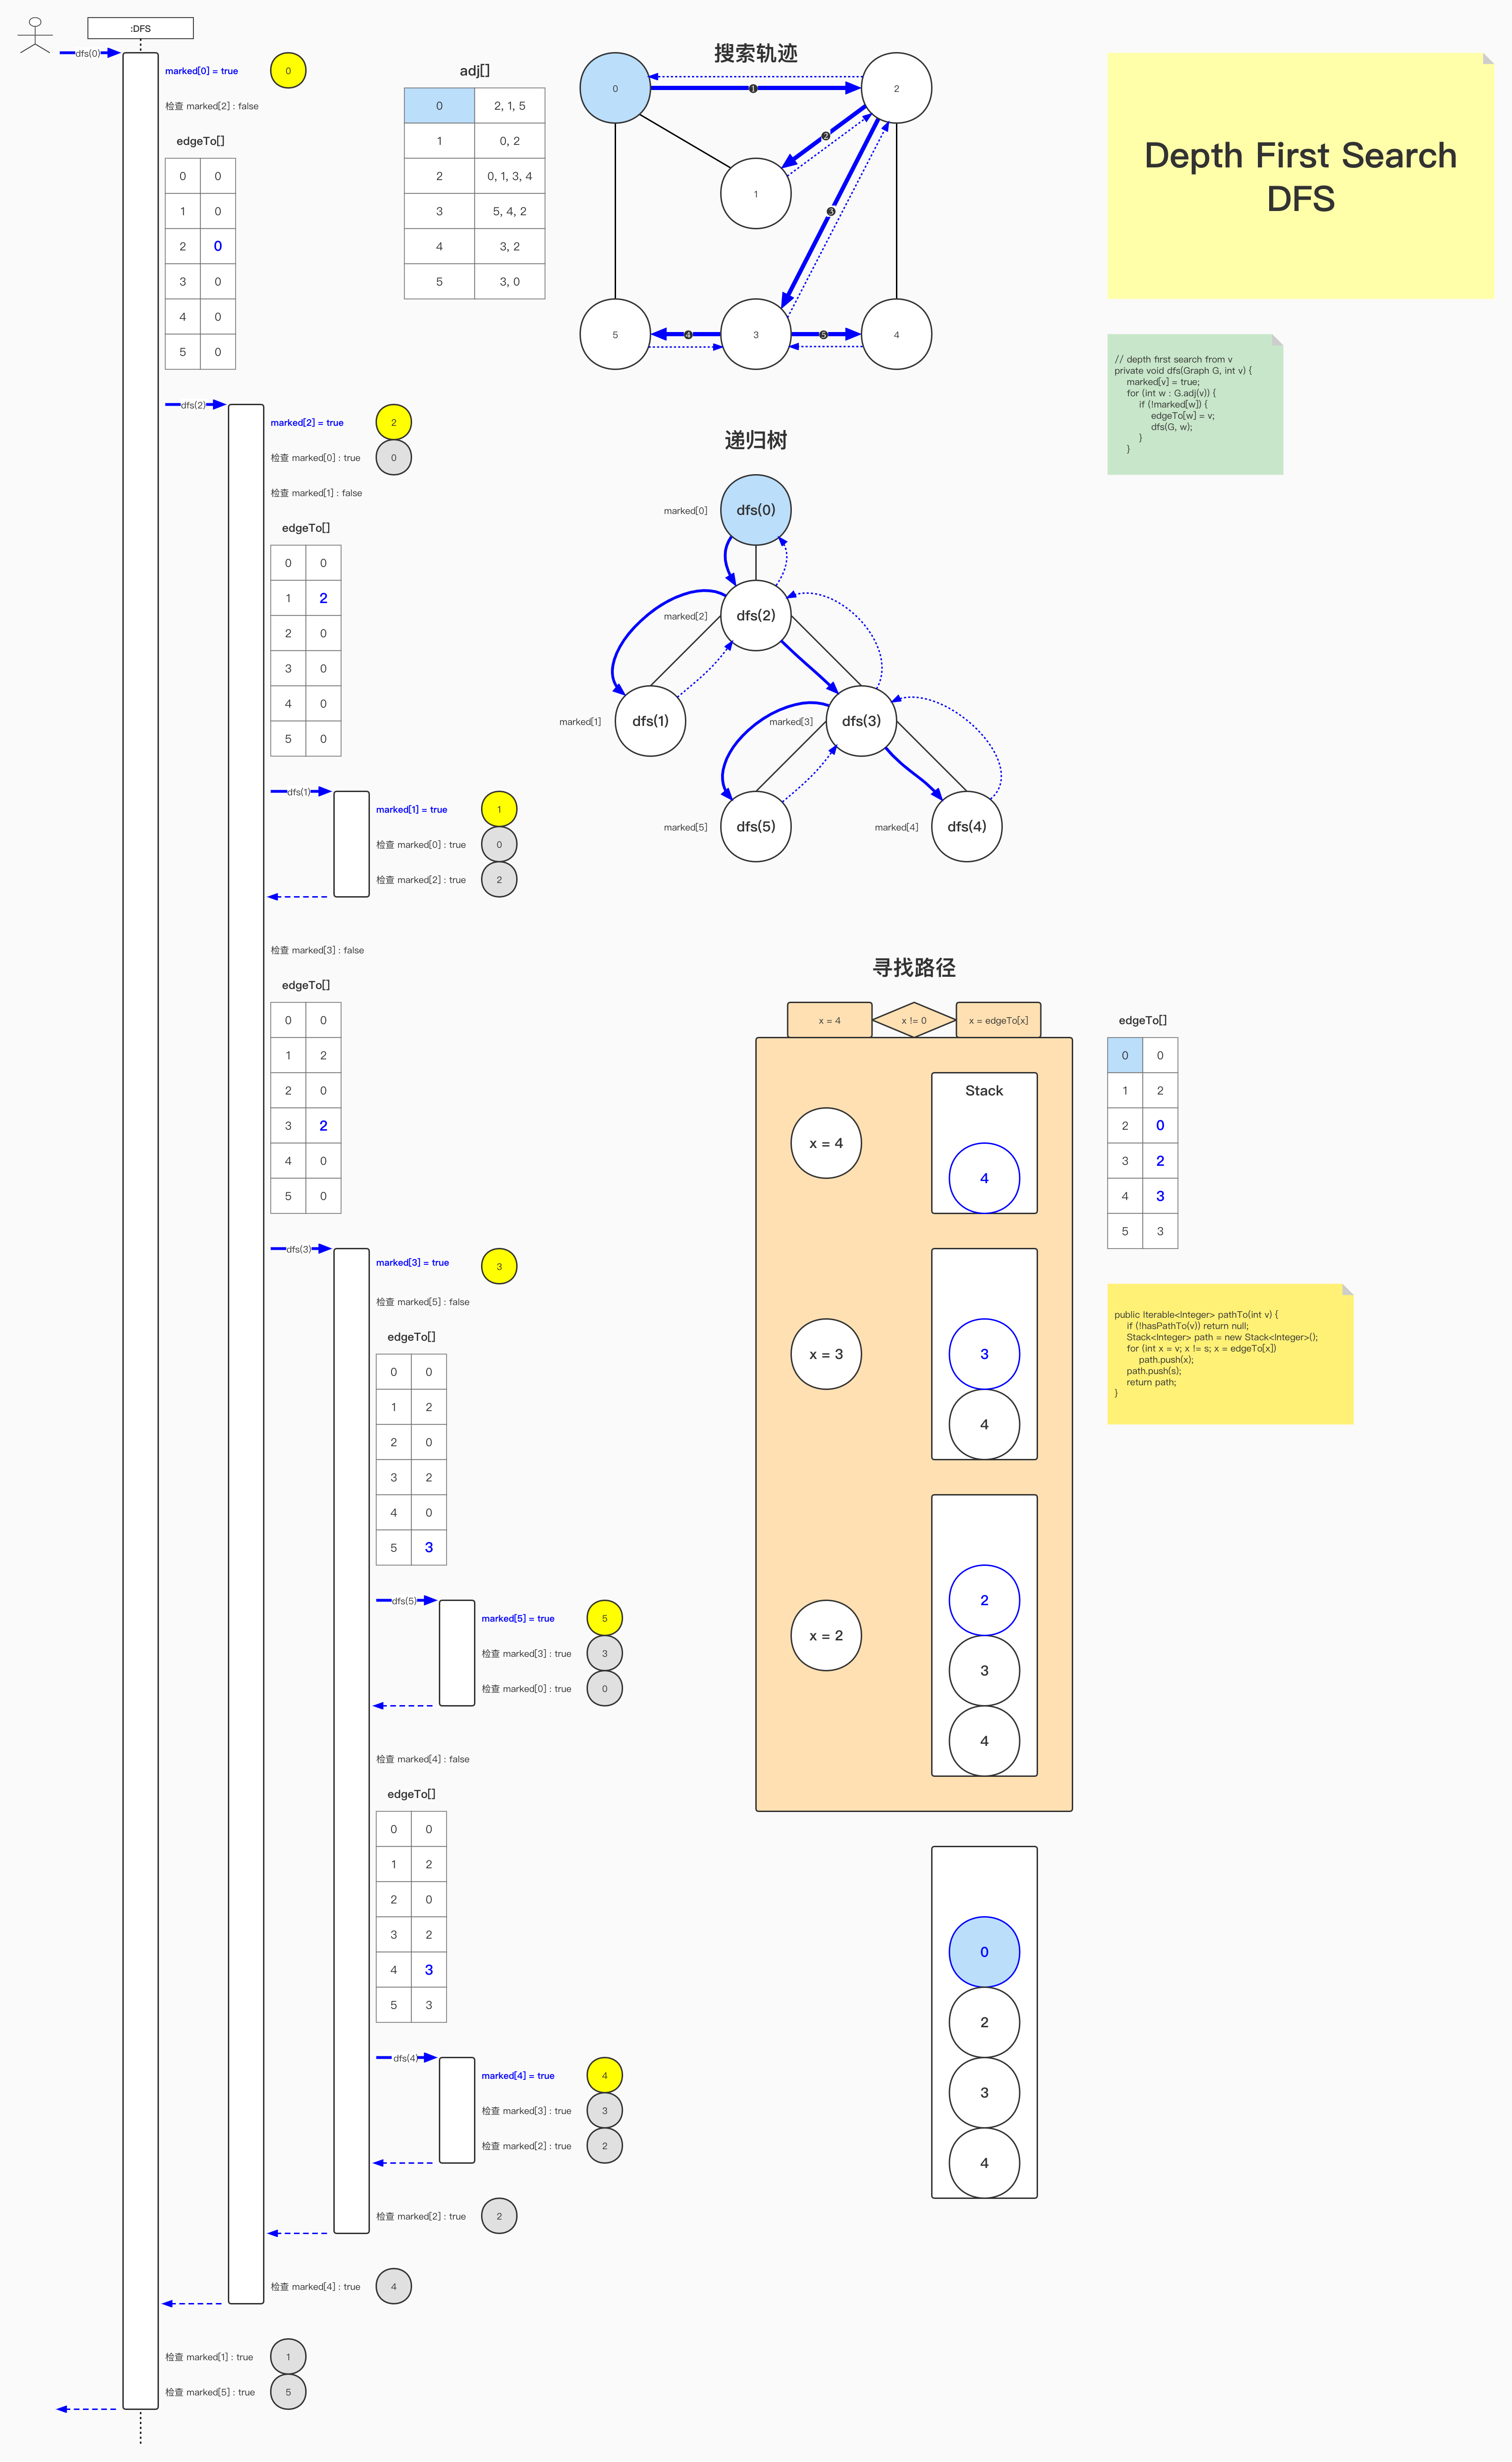 :DFS
dfs(0)
marked[0] = true
0
检查 marked[2] : false
edgeTo[]
0 0
1 0
2 0
3 0
4 0
5 0
dfs(2)
marked[2] = true
2
检查 marked[0] : true
0
检查 marked[1] : false
edgeTo[]
0 0
1 2
2 0
3 0
4 0
5 0
dfs(1)
marked[1] = true
1
检查 marked[0] : true
0
检查 marked[2] : true
2
检查 marked[3] : false
edgeTo[]
0 0
1 2
2 0
3 2
4 0
5 0
dfs(3)
marked[3] = true
3
检查 marked[5] : false
edgeTo[]
0 0
1 2
2 0
3 2
4 0
5 3
dfs(5)
marked[5] = true
5
检查 marked[3] : true
3
检查 marked[0] : true
0
检查 marked[4] : false
edgeTo[]
0 0
1 2
2 0
3 2
4 3
5 3
dfs(4)
marked[4] = true
4
检查 marked[3] : true
3
检查 marked[2] : true
2
检查 marked[2] : true
2
检查 marked[4] : true
4
检查 marked[1] : true
1
检查 marked[5] : true
5
adj[]
0 2, 1, 5
1 0, 2
2 0, 1, 3, 4
3 5, 4, 2
4 3, 2
5 3, 0
搜索轨迹
0
1
2
2
1
3
5
4
3
5
4
Depth First Search
DFS
// depth first search from v
private void dfs(Graph G, int v) {
marked[v] = true;
for (int w : G.adj(v)) {
if (!marked[w]) {
edgeTo[w] = v;
dfs(G, w);
}
}
递归树
marked[0]
dfs(0)
marked[2]
dfs(2)
marked[1]
dfs(1)
marked[3]
dfs(3)
marked[5]
dfs(5)
marked[4]
dfs(4)
寻找路径
x = 4
x != 0
x = edgeTo[x]
Stack
x = 4
4
x = 3
3
4
x = 2
2
3
4
0
2
3
4
edgeTo[]
0 0
1 2
2 0
3 2
4 3
5 3
public Iterable<Integer> pathTo(int v) {
if (!hasPathTo(v)) return null;
Stack<Integer> path = new Stack<Integer>();
for (int x = v; x != s; x = edgeTo[x])
path.push(x);
path.push(s);
return path;
}